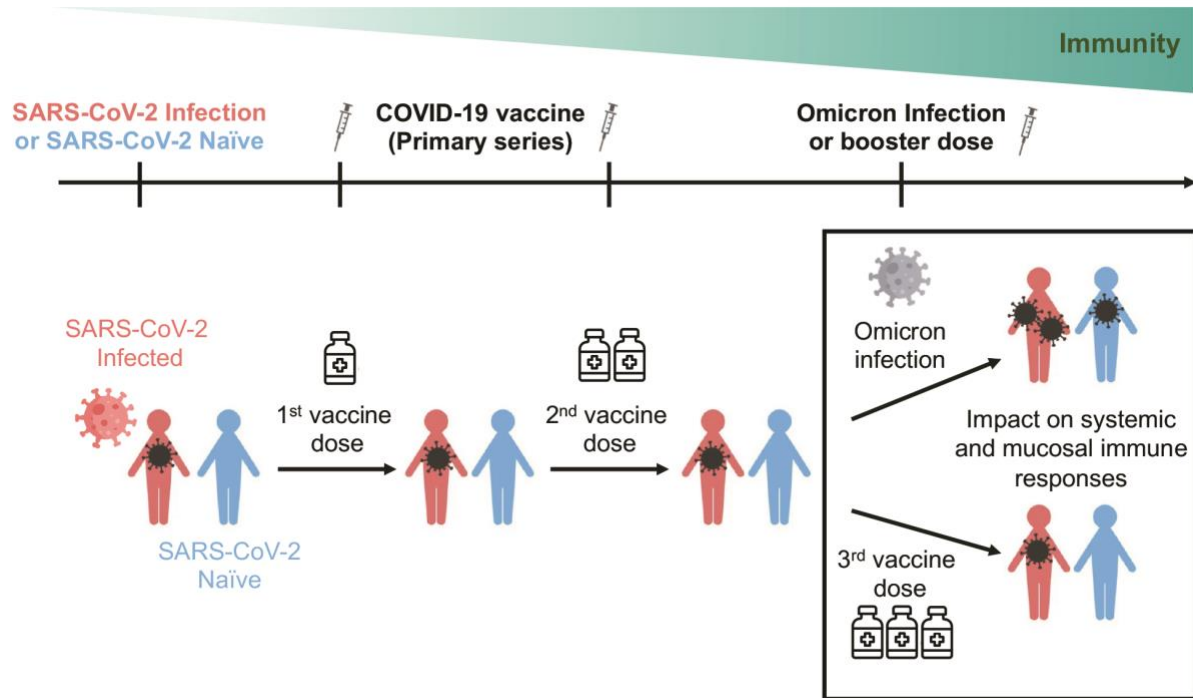 Immunity
SARS-CoV-2 Infection
or SARS-CoV-2 Naïve
COVID-19 vaccine
(Primary series)
Omicron Infection
or booster dose
SARS-CoV-2
Infected
1st vaccine
dose
2nd vaccine
dose
SARS-CoV-2
Naïve
Omicron
infection
Impact on systemic
and mucosal immune
responses
3rd vaccine
dose